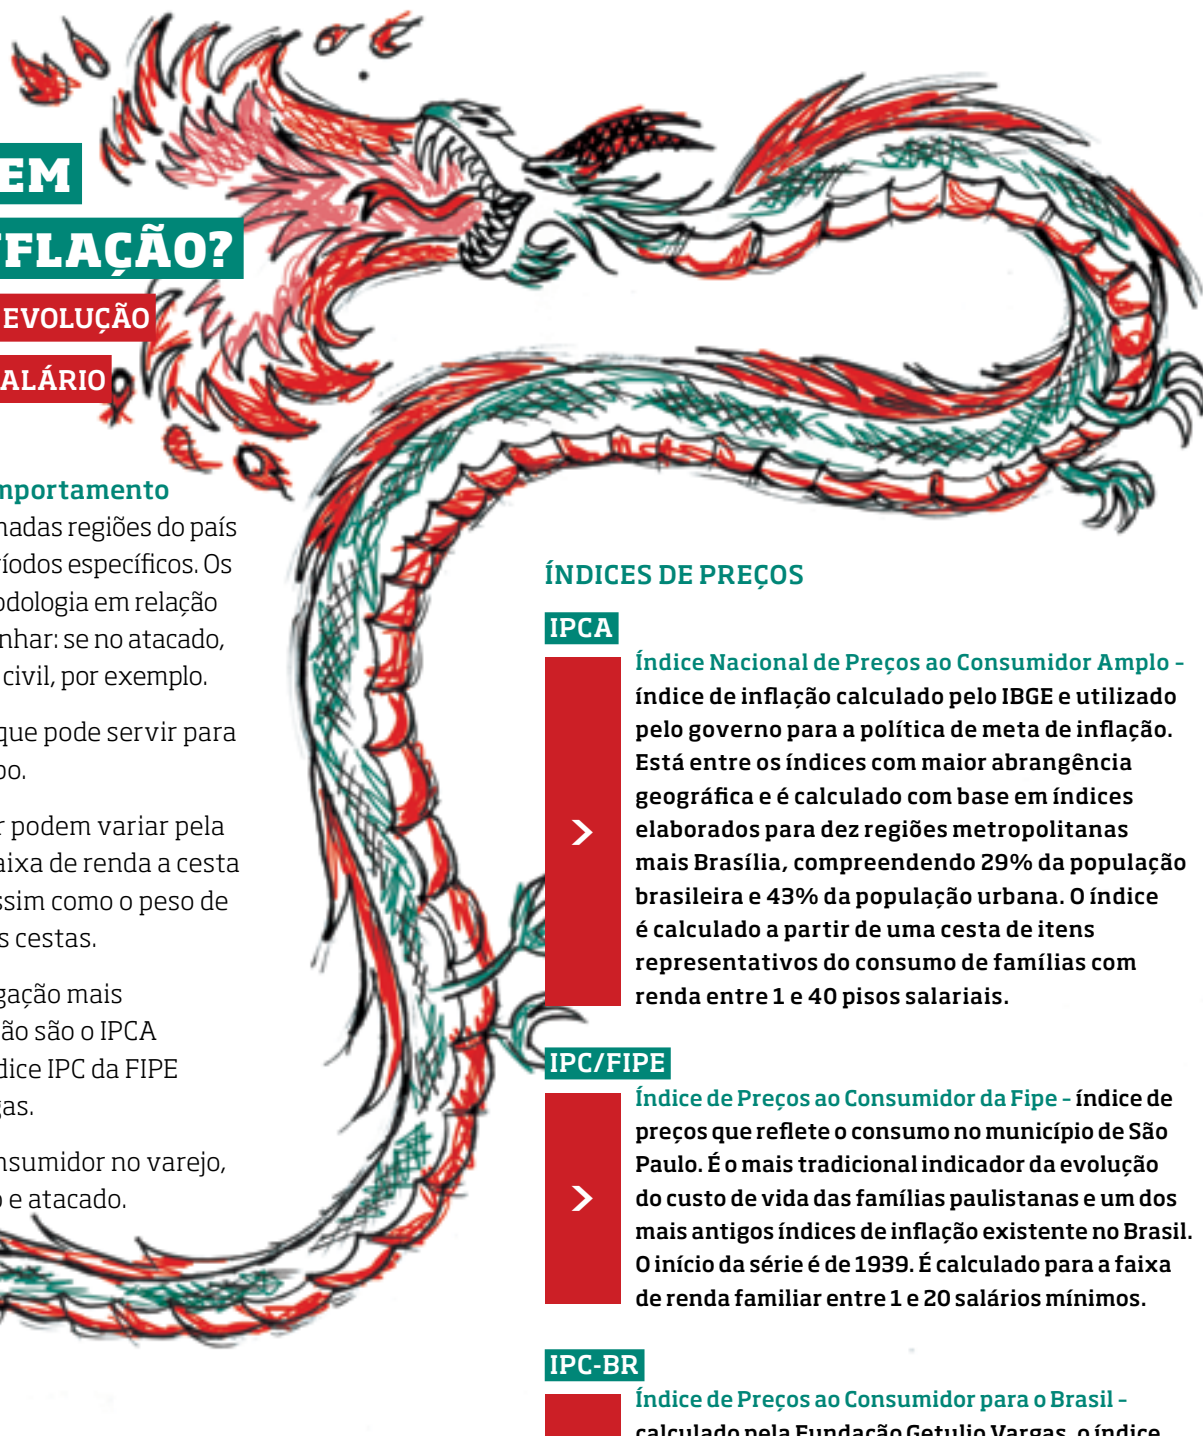 EM
FLAÇÃO?
EVOLUÇÃO
ALÁRIO
mportamento
nadas regiões do país
ríodos específicos. Os
odologia em relação
nhar: se no atacado,
civil, por exemplo.
que pode servir para
po.
r podem variar pela
aixa de renda a cesta
ssim como o peso de
s cestas.
gação mais
ão são o IPCA
dice IPC da FIPE
gas.
nsumidor no varejo,
o e atacado.
ÍNDICES DE PREÇOS
IPCA
Índice Nacional de Preços ao Consumidor Amplo –
índice de inflação calculado pelo IBGE e utilizado
pelo governo para a política de meta de inflação.
Está entre os índices com maior abrangência
geográfica e é calculado com base em índices
elaborados para dez regiões metropolitanas
mais Brasília, compreendendo 29% da população
brasileira e 43% da população urbana. O índice
é calculado a partir de uma cesta de itens
representativos do consumo de famílias com
renda entre 1 e 40 pisos salariais.
IPC/FIPE
Índice de Preços ao Consumidor da Fipe – índice de
preços que reflete o consumo no município de São
Paulo. É o mais tradicional indicador da evolução
do custo de vida das famílias paulistanas e um dos
mais antigos índices de inflação existente no Brasil.
O início da série é de 1939. É calculado para a faixa
de renda familiar entre 1 e 20 salários mínimos.
IPC-BR
Índice de Preços ao Consumidor para o Brasil –
calculado pela Fundação Getulio Vargas, o índice